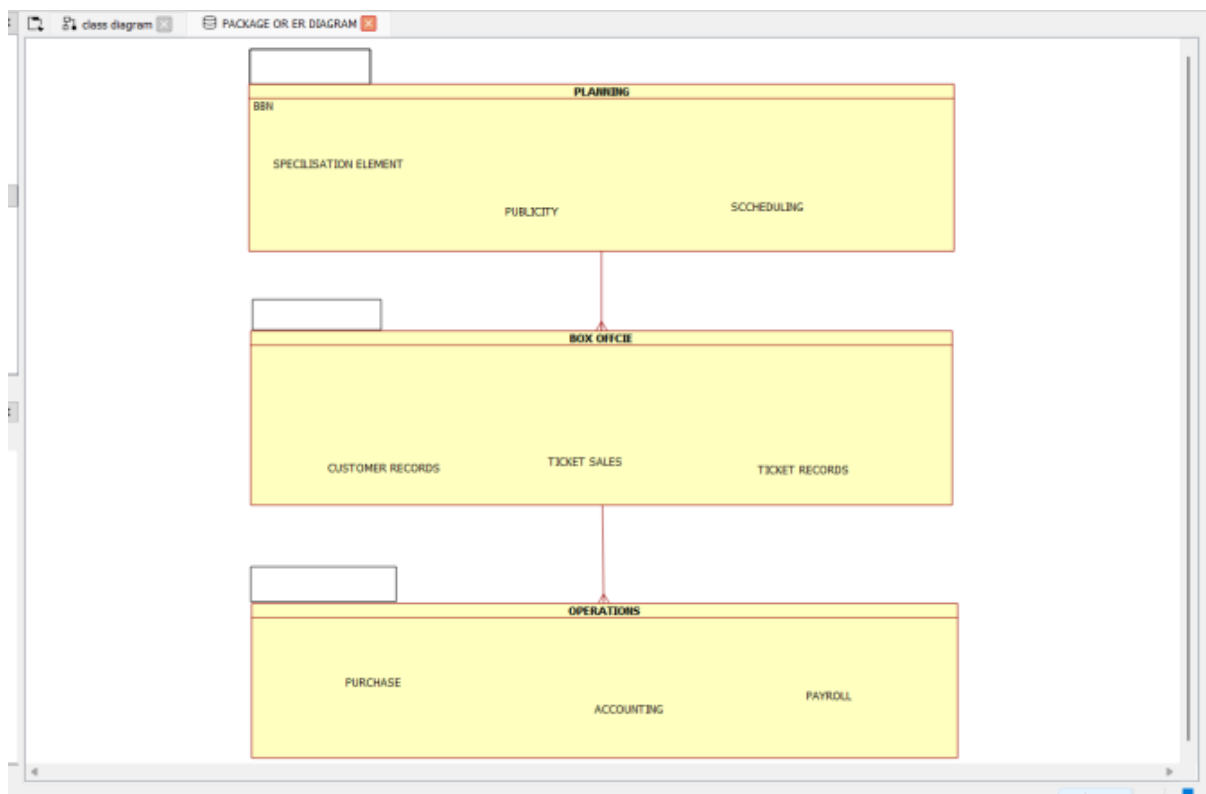 class diagram
PACKAGE OR ER DIAGRAM
PLANNING
BBN
SPECILISATION ELEMENT
PUBLICITY
SCCHEDULING
BOX OFFCIE
CUSTOMER RECORDS
TICKET SALES
TICKET RECORDS
OPERATIONS
PURCHASE
ACCOUNTING
PAYROLL